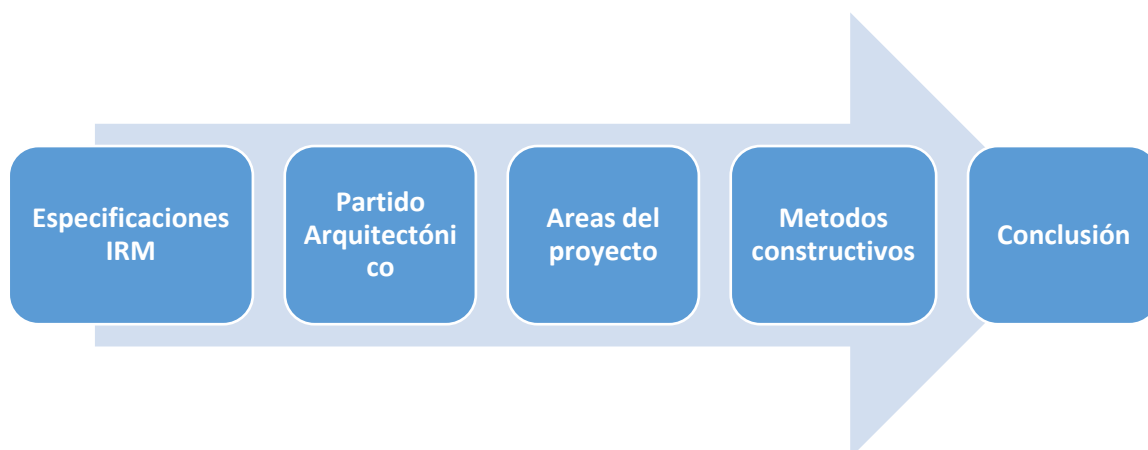 Especificaciones
IRM
Partido
Arquitectóni
co
Areas del
proyecto
Metodos
constructivos
Conclusión